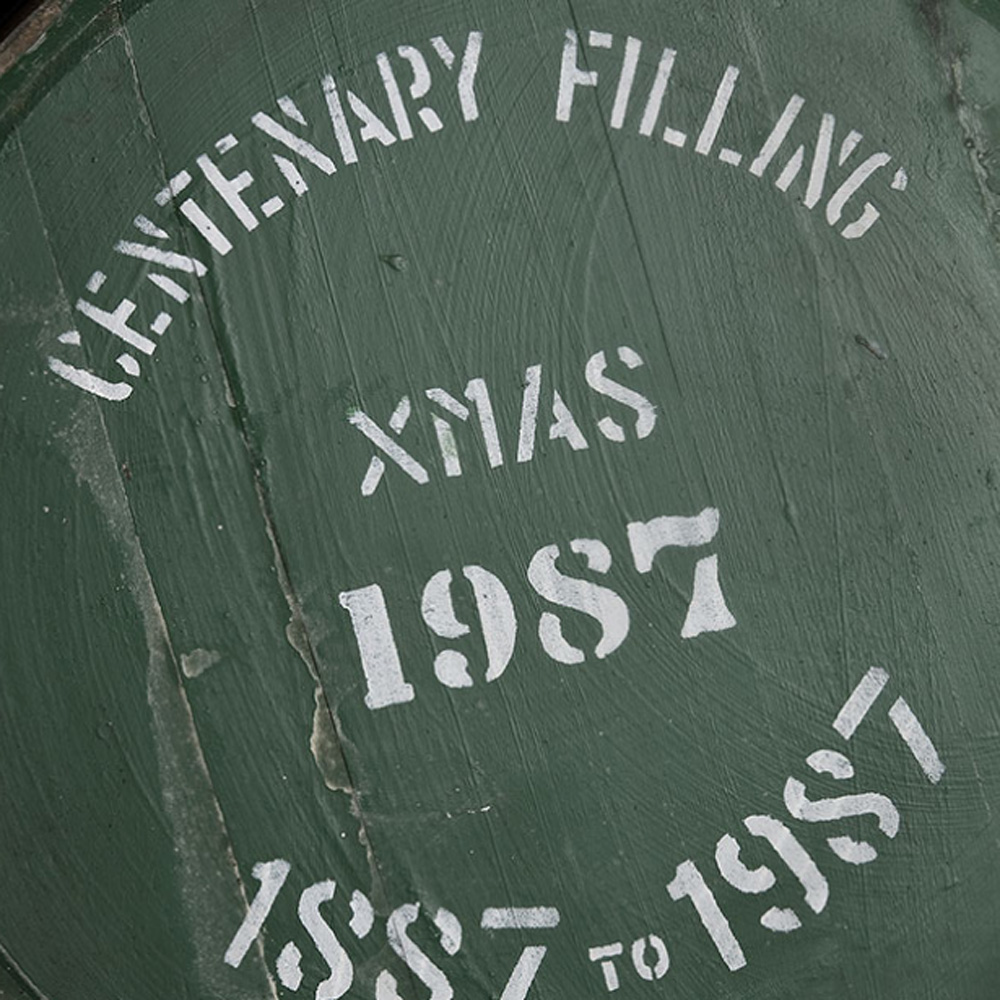 CENTENARY FILLING
XMAS
1987
1887 TO 1987